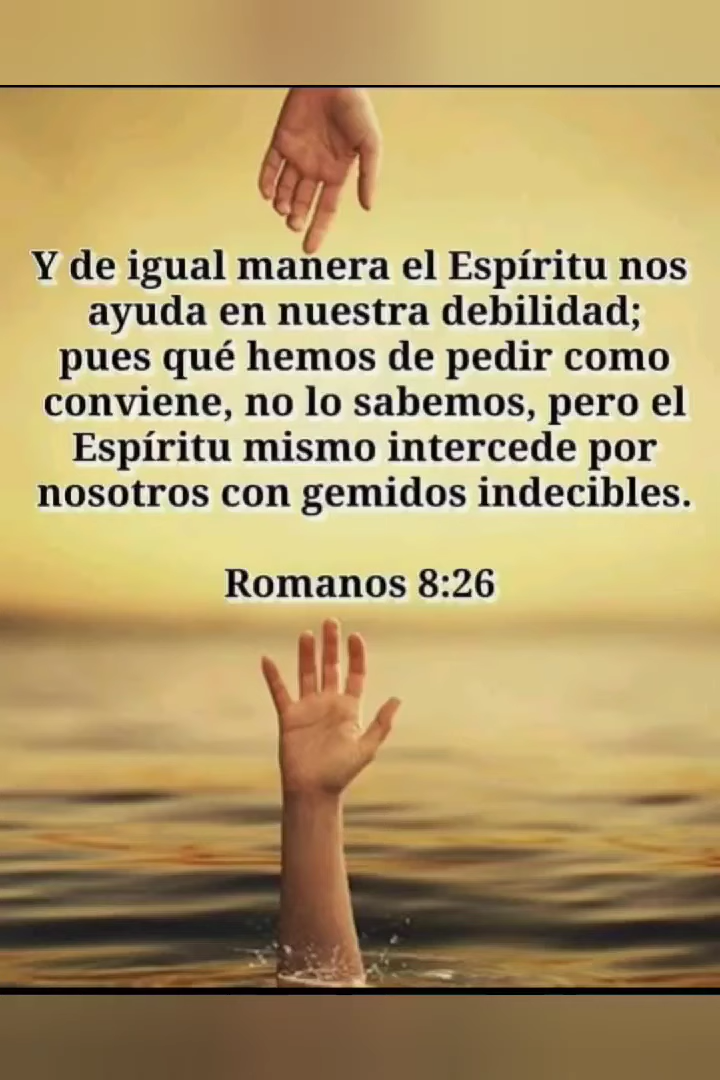 Y de igual manera el Espíritu nos
ayuda en nuestra debilidad;
pues qué hemos de pedir como
conviene, no lo sabemos, pero el
Espíritu mismo intercede por
nosotros con gemidos indecibles.
Romanos 8:26